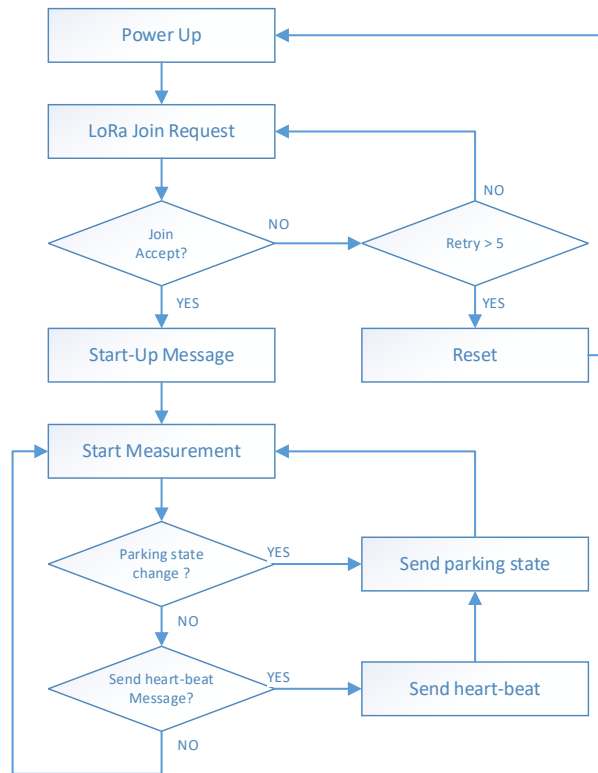 Power Up
LoRa Join Request
NO
Join
Accept?
NO
Retry > 5
YES
YES
Start-Up Message
Reset
Start Measurement
Parking state
change ?
YES
Send parking state
NO
Send heart-beat
Message?
YES
Send heart-beat
NO